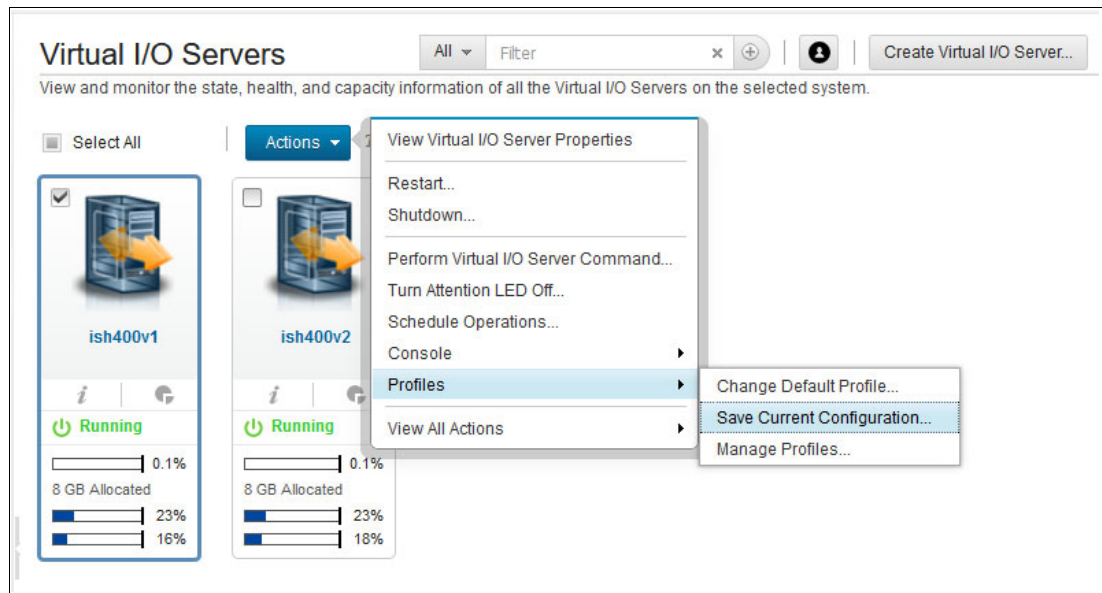 Virtual I/O Servers
All
Filter
Create Virtual I/O Server...
View and monitor the state, health, and capacity information of all the Virtual I/O Servers on the selected system.
Select All
Actions
View Virtual I/O Server Properties
Restart...
Shutdown...
Perform Virtual I/O Server Command...
Turn Attention LED Off...
Schedule Operations...
Console
Profiles
View All Actions
Change Default Profile...
Save Current Configuration...
Manage Profiles...
ish400v1
i
Running
0.1%
8 GB Allocated
23%
16%
ish400v2
i
Running
0.1%
8 GB Allocated
23%
18%